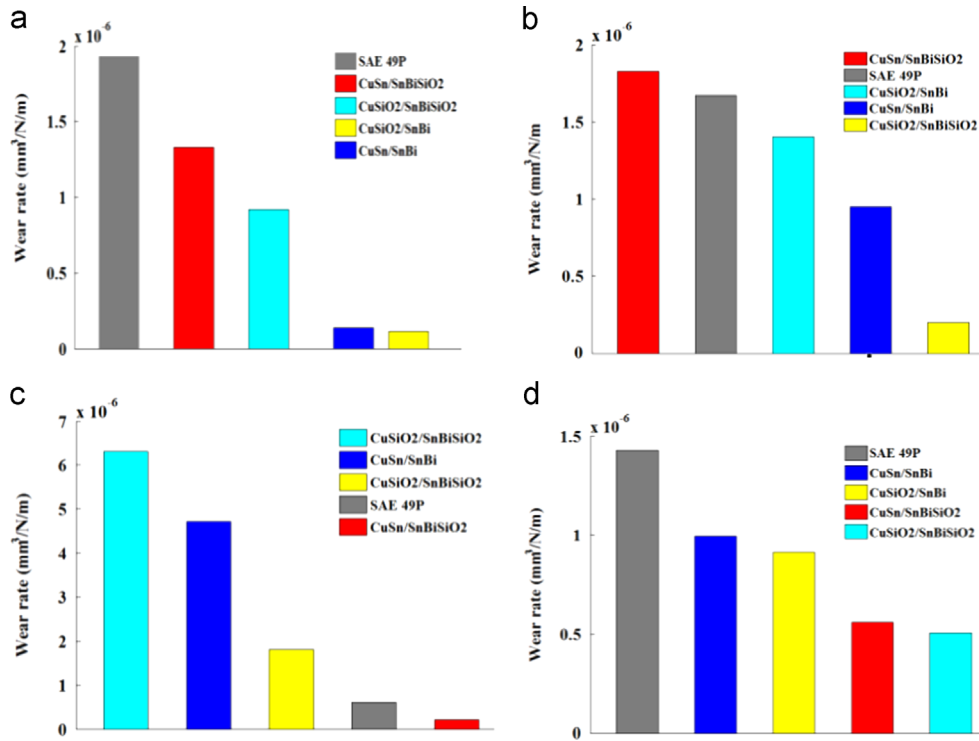 a
x 10⁻⁶
2
1.5
1
0.5
0
Wear rate (mm³/N/m)
SAE 49P
CuSn/SnBiSiO2
CuSiO2/SnBiSiO2
CuSiO2/SnBi
CuSn/SnBi
b
x 10⁻⁶
2
1.5
1
0.5
0
Wear rate (mm³/N/m)
CuSn/SnBiSiO2
SAE 49P
CuSiO2/SnBi
CuSn/SnBi
CuSiO2/SnBiSiO2
c
x 10⁻⁶
7
6
5
4
3
2
1
0
Wear rate (mm³/N/m)
CuSiO2/SnBiSiO2
CuSn/SnBi
CuSiO2/SnBiSiO2
SAE 49P
CuSn/SnBiSiO2
d
x 10⁻⁶
1.5
1
0.5
0
Wear rate (mm³/N/m)
SAE 49P
CuSn/SnBi
CuSiO2/SnBi
CuSn/SnBiSiO2
CuSiO2/SnBiSiO2